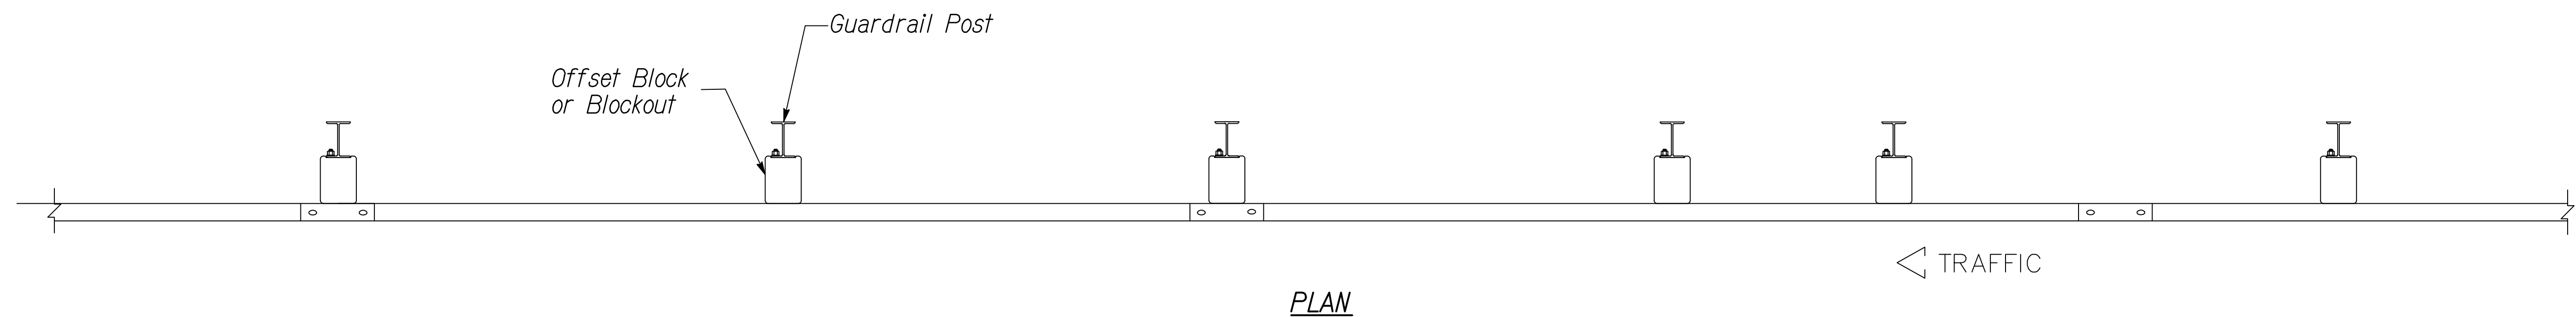 Guardrail Post
Offset Block
or Blockout
TRAFFIC
PLAN